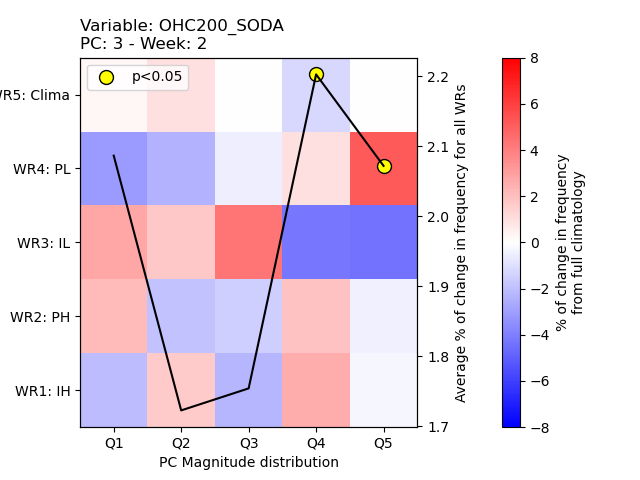 Variable: OHC200_SODA
PC: 3 - Week: 2
p<0.05
WR5: Clima
WR4: PL
WR3: IL
WR2: PH
WR1: IH
Q1 Q2 Q3 Q4 Q5
PC Magnitude distribution
2.2
2.1
2.0
1.9
1.8
1.7
Average % of change in frequency for all WRs
8
6
4
2
0
−2
−4
−6
−8
% of change in frequency
from full climatology